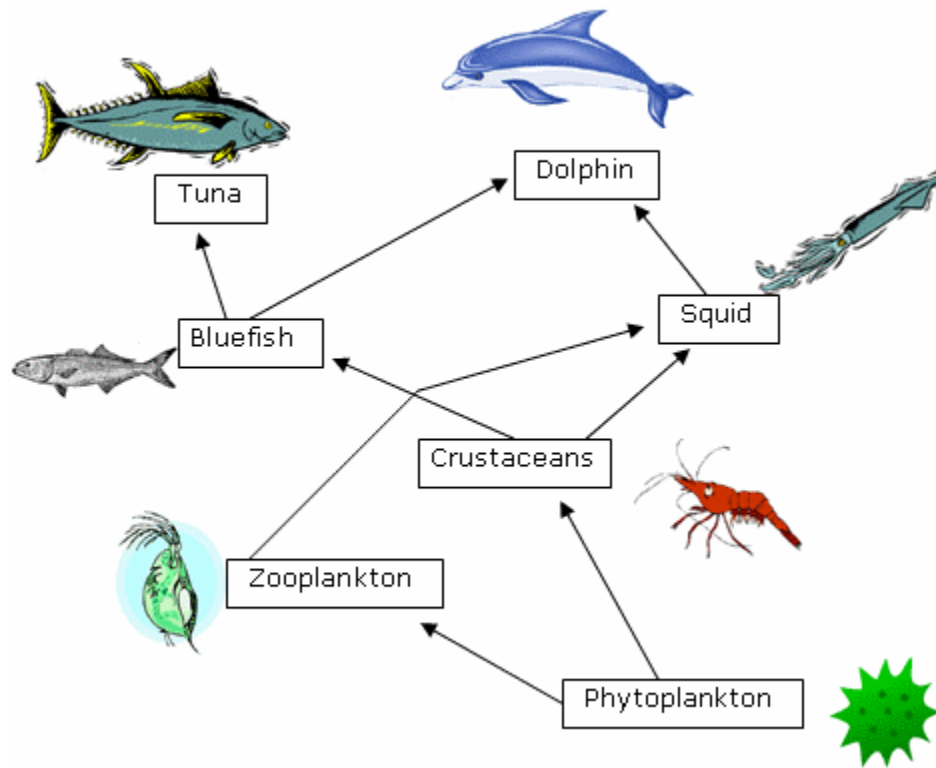 Dolphin
Tuna
Squid
Bluefish
Crustaceans
Zooplankton
Phytoplankton